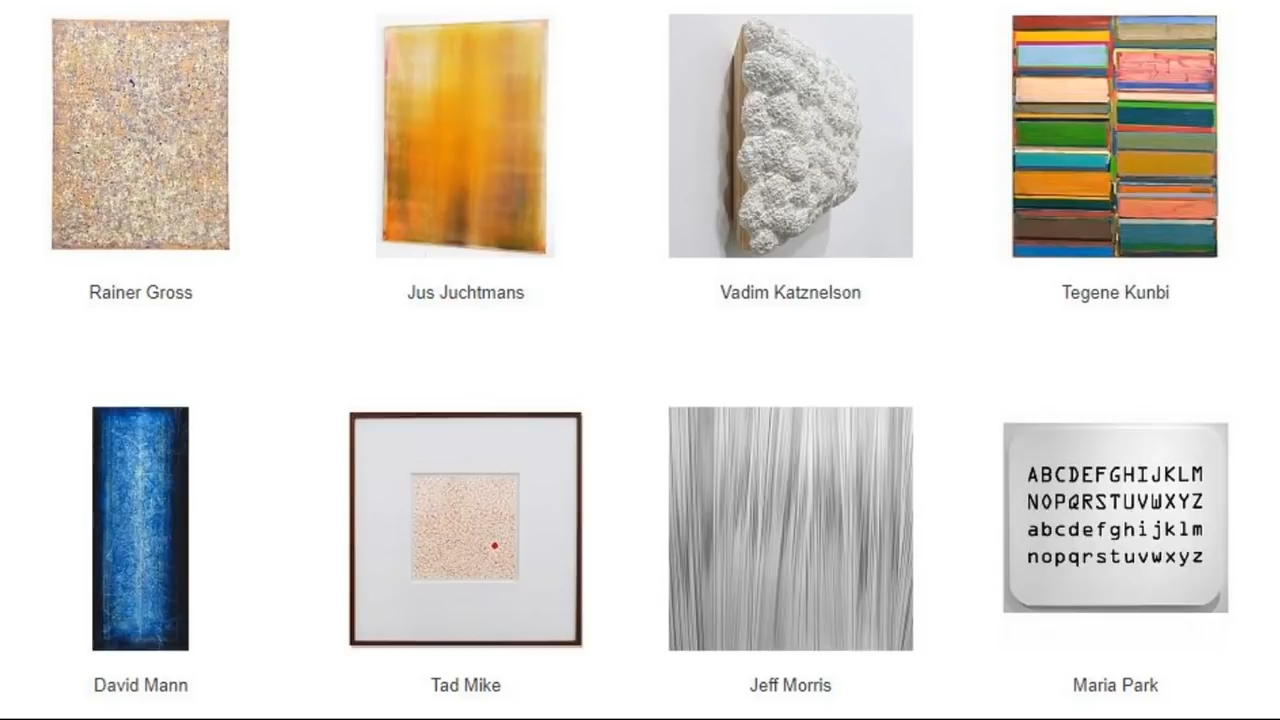 Rainer Gross
Jus Juchtmans
Vadim Katznelson
Tegene Kunbi
ABCDEFGHIJKLM
NOPQRSTUVWXYZ
abcdefghijklm
nopqrstuvwxyz
David Mann
Tad Mike
Jeff Morris
Maria Park